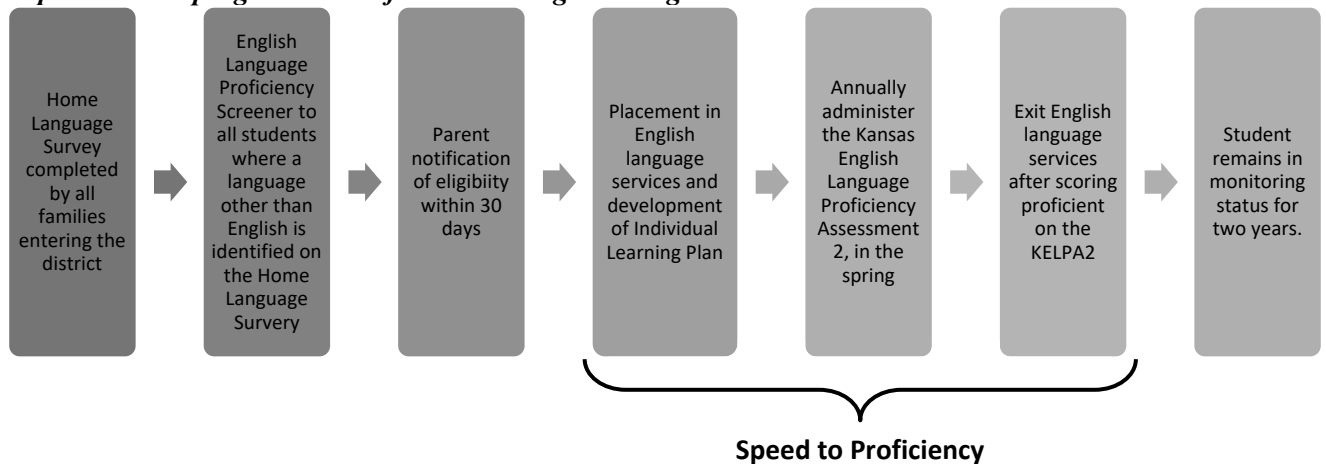 Home
Language
Survey
completed
by all
families
entering the
district
English
Language
Proficiency
Screener to
all students
where a
language
other than
English is
identified on
the Home
Language
Survery
Parent
notification
of eligibiity
within 30
days
Placement in
English
language
services and
development
of Individual
Learning Plan
Annually
administer
the Kansas
English
Language
Proficiency
Assessment
2, in the
spring
Exit English
language
services
after scoring
proficient
on the
KELPA2
Student
remains in
monitoring
status for
two years.
Speed to Proficiency